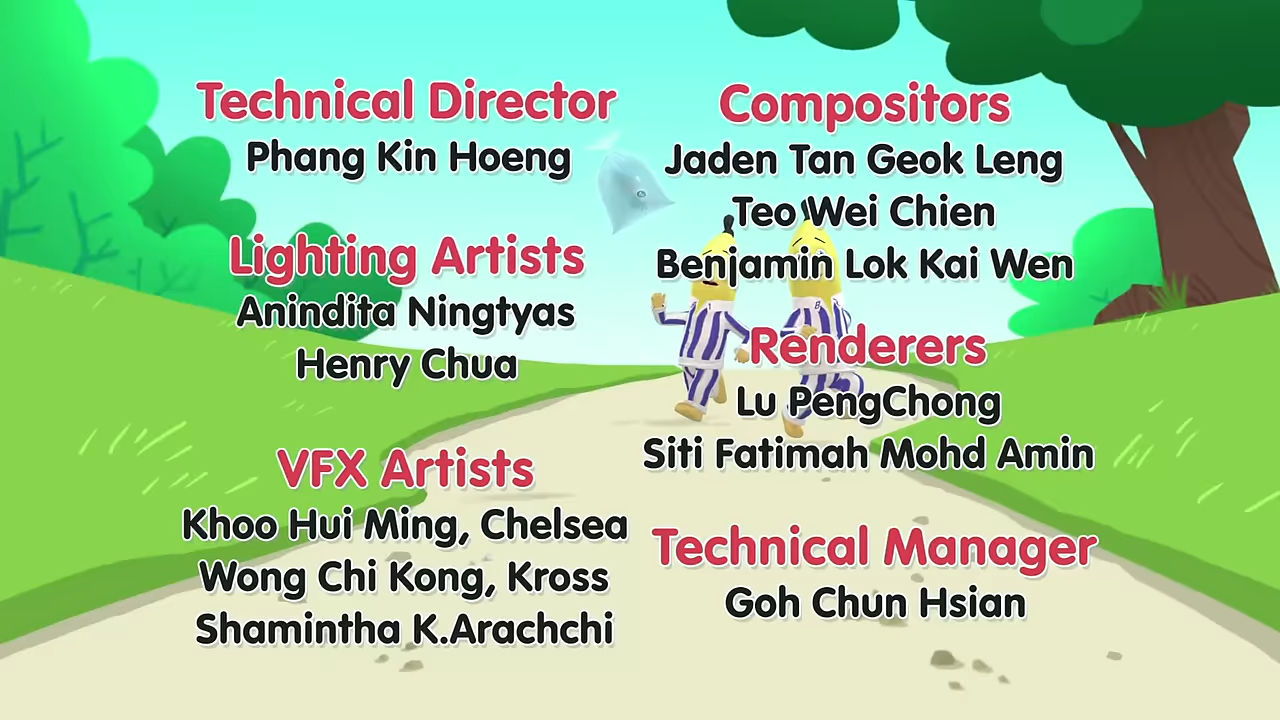 Technical Director
Phang Kin Hoeng
Lighting Artists
Anindita Ningtyas
Henry Chua
VFX Artists
Khoo Hui Ming, Chelsea
Wong Chi Kong, Kross
Shamintha K.Arachchi
Compositors
Jaden Tan Geok Leng
Teo Wei Chien
Benjamin Lok Kai Wen
Renderers
Lu PengChong
Siti Fatimah Mohd Amin
Technical Manager
Goh Chun Hsian